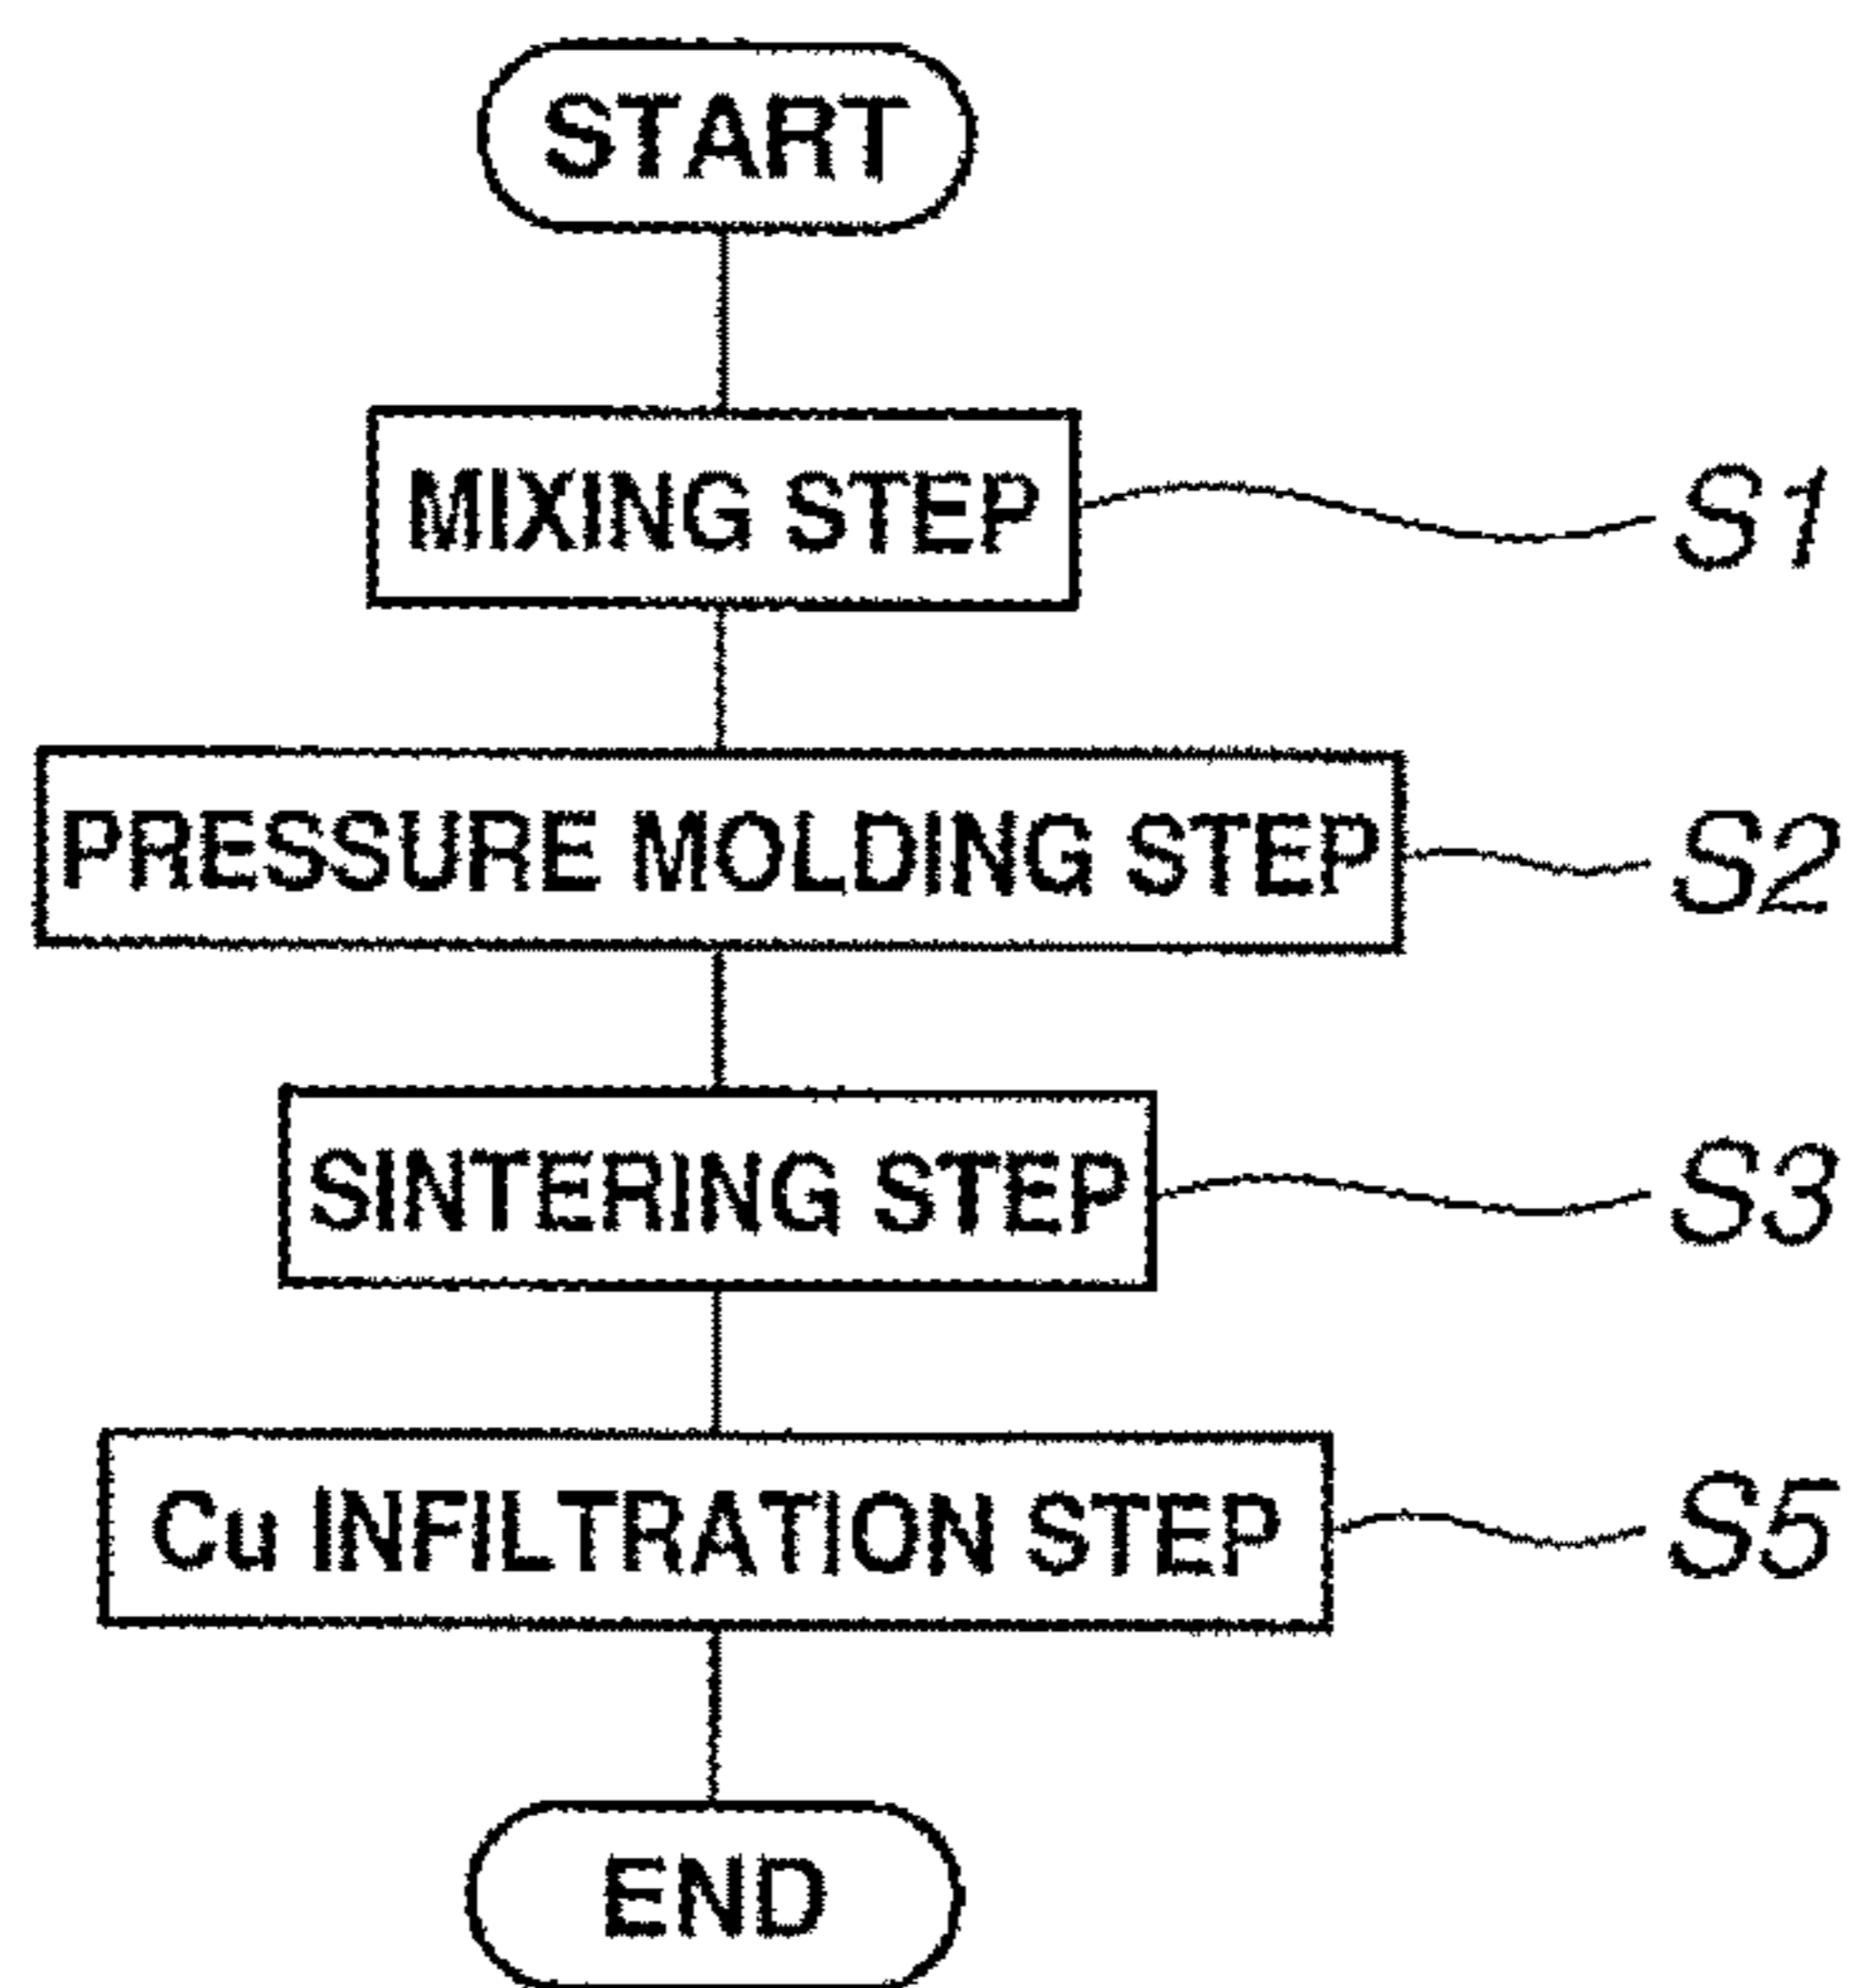 START
MIXING STEP S1
PRESSURE MOLDING STEP S2
SINTERING STEP S3
Cu INFILTRATION STEP S5
END